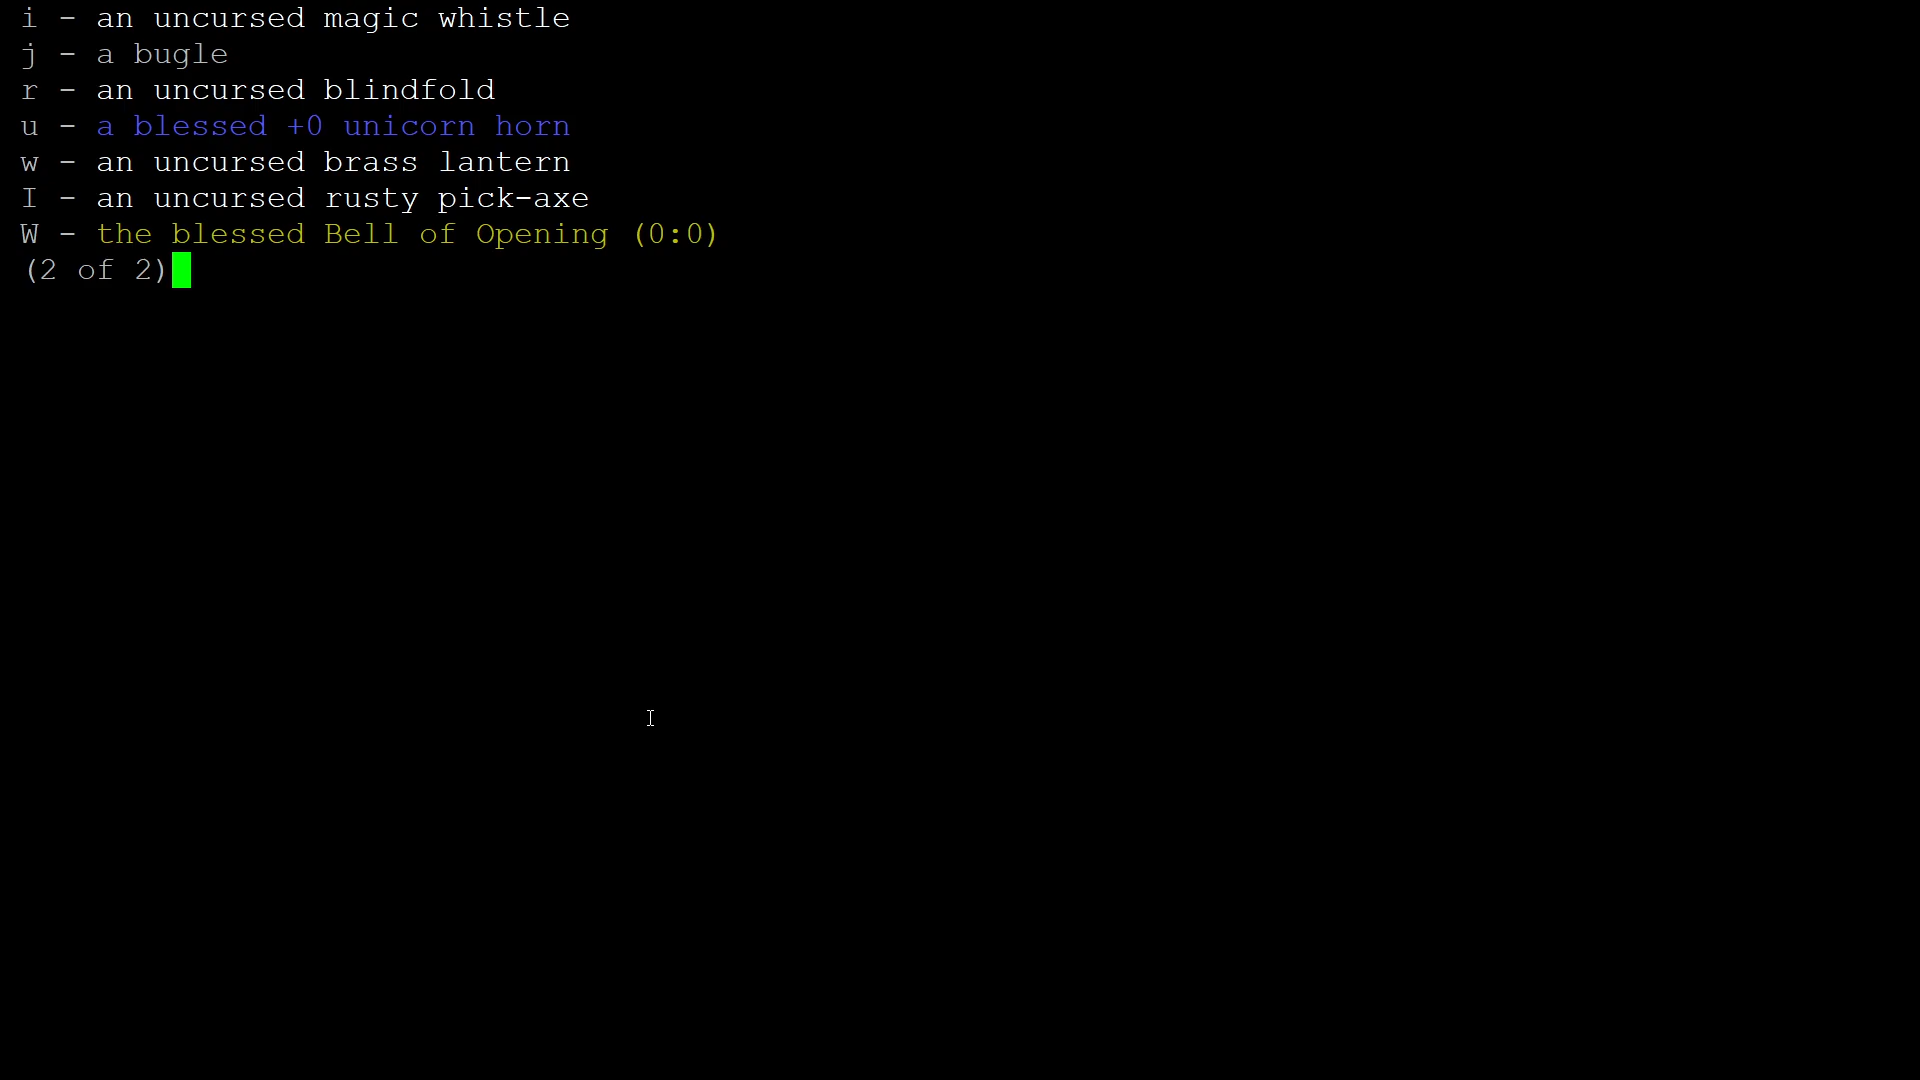 i - an uncursed magic whistle
j - a bugle
r - an uncursed blindfold
u - a blessed +0 unicorn horn
w - an uncursed brass lantern
I - an uncursed rusty pick-axe
W - the blessed Bell of Opening (0:0)
(2 of 2)